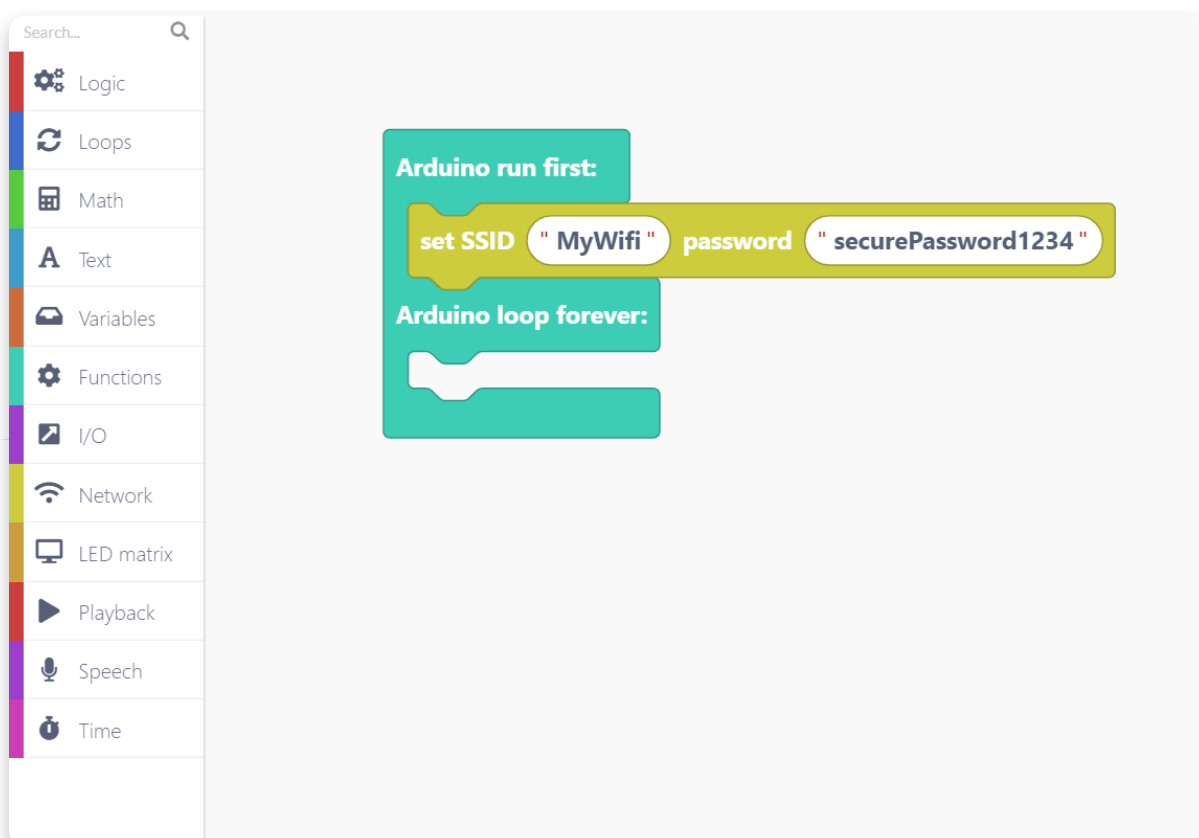 Search...
Logic
Loops
Math
Text
Variables
Functions
I/O
Network
LED matrix
Playback
Speech
Time
Arduino run first:
set SSID " MyWifi " password " securePassword1234 "
Arduino loop forever: